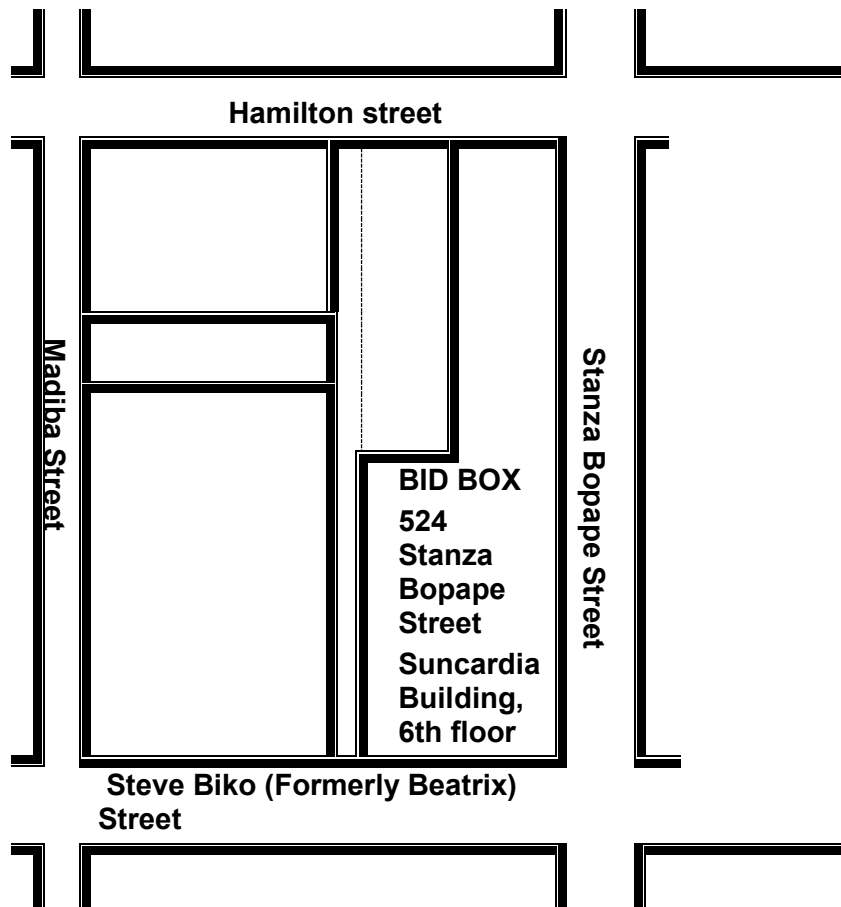 Hamilton street
Madiba Street
Stanza Bopape Street
BID BOX
524
Stanza
Bopape
Street
Suncardia
Building,
6th floor
Steve Biko (Formerly Beatrix)
Street